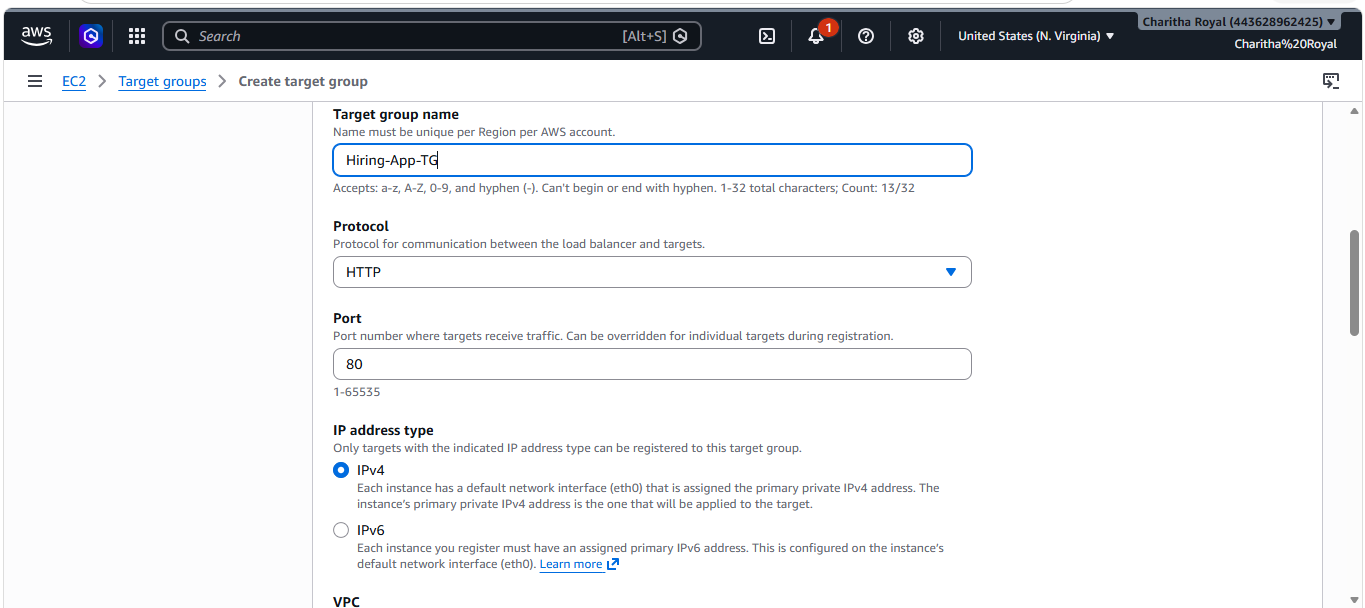 aws
Search [Alt+S]
1
United States (N. Virginia)
Charitha Royal (443628962425)
Charitha%20Royal
EC2 Target groups Create target group
Target group name
Name must be unique per Region per AWS account.
Hiring-App-TG
Accepts: a-z, A-Z, 0-9, and hyphen (-). Can't begin or end with hyphen. 1-32 total characters; Count: 13/32
Protocol
Protocol for communication between the load balancer and targets.
HTTP
Port
Port number where targets receive traffic. Can be overridden for individual targets during registration.
80
1-65535
IP address type
Only targets with the indicated IP address type can be registered to this target group.
IPv4
Each instance has a default network interface (eth0) that is assigned the primary private IPv4 address. The
instance's primary private IPv4 address is the one that will be applied to the target.
IPv6
Each instance you register must have an assigned primary IPv6 address. This is configured on the instance's
default network interface (eth0). Learn more
VPC